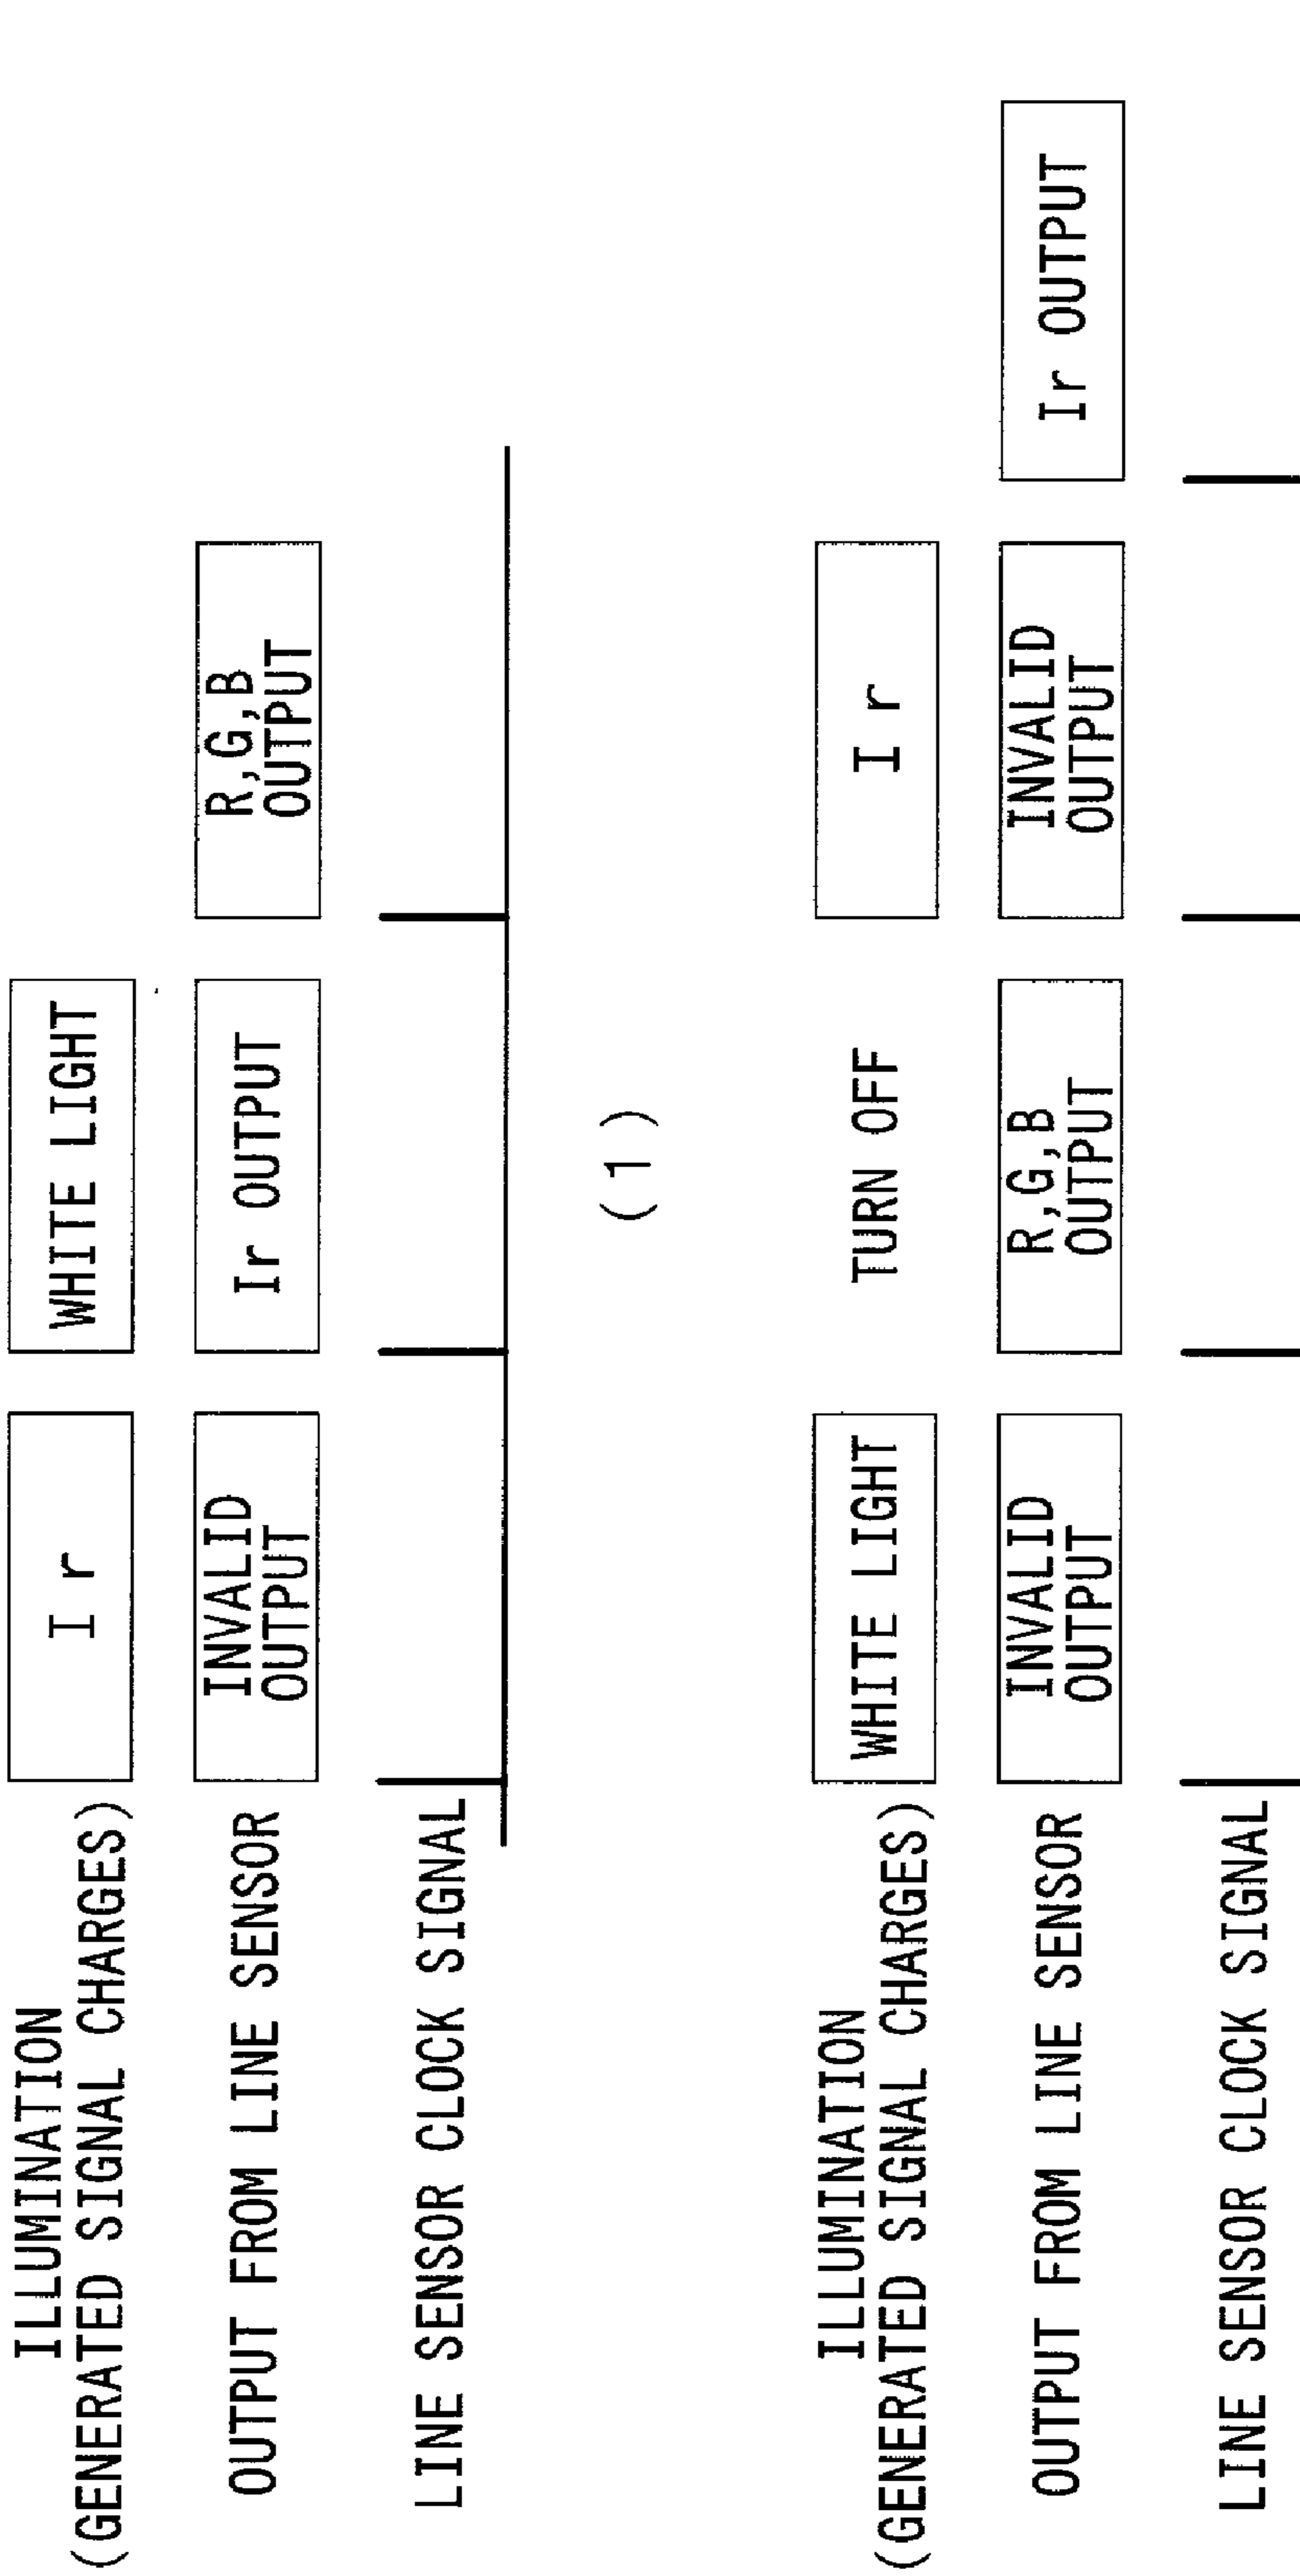 ILLUMINATION
(GENERATED SIGNAL CHARGES)
I r
WHITE LIGHT
OUTPUT FROM LINE SENSOR
INVALID
OUTPUT
Ir OUTPUT
R,G,B
OUTPUT
LINE SENSOR CLOCK SIGNAL
(1)
ILLUMINATION
(GENERATED SIGNAL CHARGES)
WHITE LIGHT
TURN OFF
I r
OUTPUT FROM LINE SENSOR
INVALID
OUTPUT
R,G,B
OUTPUT
INVALID
OUTPUT
Ir OUTPUT
LINE SENSOR CLOCK SIGNAL